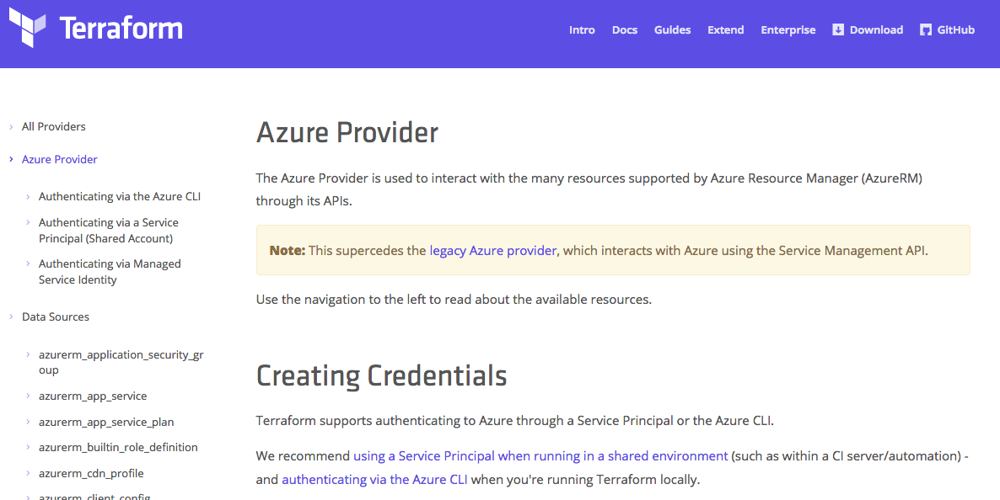 Terraform
Intro Docs Guides Extend Enterprise Download GitHub
All Providers
Azure Provider
Authenticating via the Azure CLI
Authenticating via a Service
Principal (Shared Account)
Authenticating via Managed
Service Identity
Data Sources
azurerm_application_security_gr
oup
azurerm_app_service
azurerm_app_service_plan
azurerm_builtin_role_definition
azurerm_cdn_profile
azurerm_client_config
Azure Provider
The Azure Provider is used to interact with the many resources supported by Azure Resource Manager (AzureRM)
through its APIs.
Note: This supercedes the legacy Azure provider, which interacts with Azure using the Service Management API.
Use the navigation to the left to read about the available resources.
Creating Credentials
Terraform supports authenticating to Azure through a Service Principal or the Azure CLI.
We recommend using a Service Principal when running in a shared environment (such as within a CI server/automation) -
and authenticating via the Azure CLI when you're running Terraform locally.